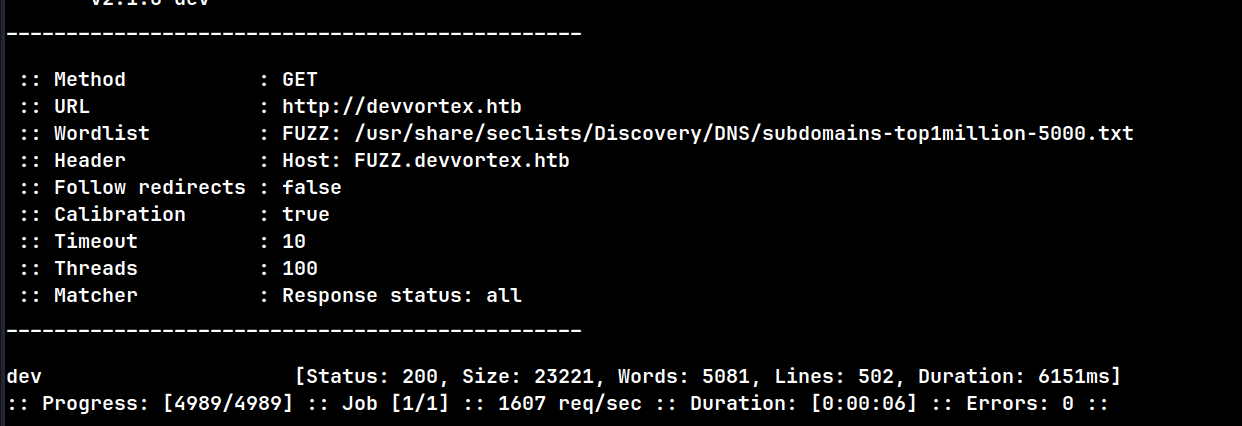 v2.1.0-dev
________________________________________________
:: Method : GET
:: URL : http://devvortex.htb
:: Wordlist : FUZZ: /usr/share/seclists/Discovery/DNS/subdomains-top1million-5000.txt
:: Header : Host: FUZZ.devvortex.htb
:: Follow redirects : false
:: Calibration : true
:: Timeout : 10
:: Threads : 100
:: Matcher : Response status: all
________________________________________________
dev [Status: 200, Size: 23221, Words: 5081, Lines: 502, Duration: 6151ms]
:: Progress: [4989/4989] :: Job [1/1] :: 1607 req/sec :: Duration: [0:00:06] :: Errors: 0 ::